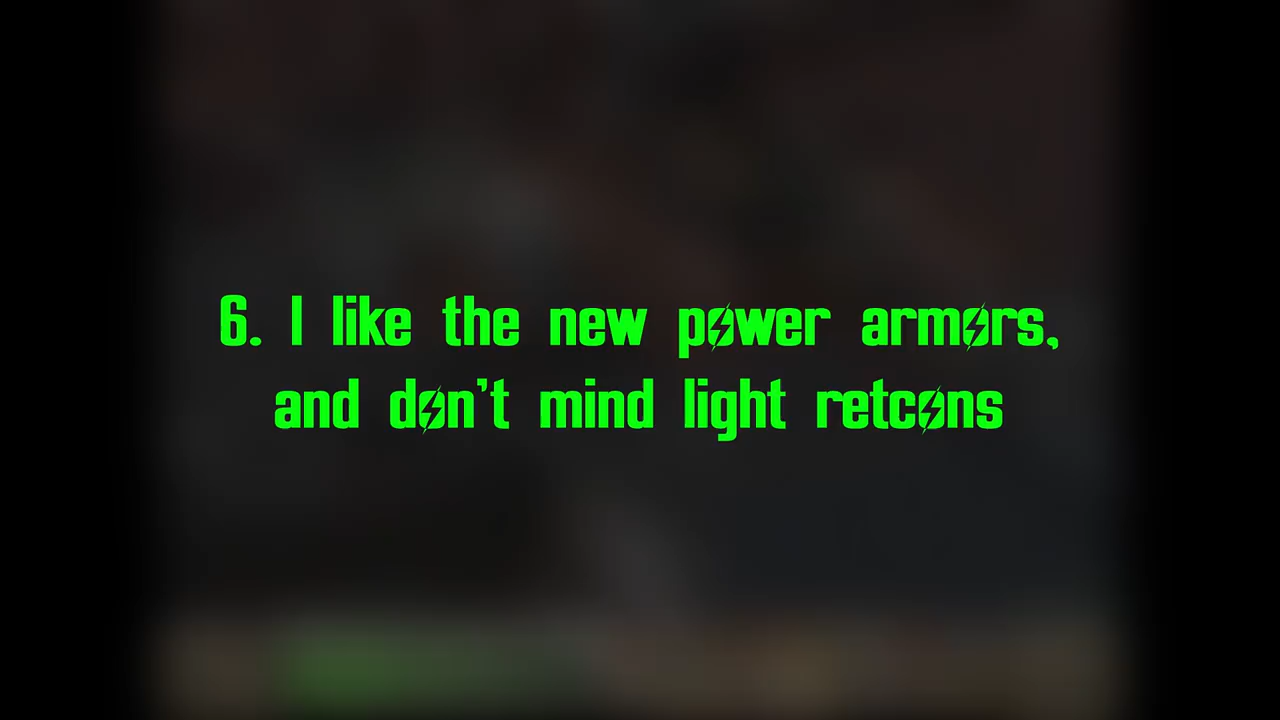 6. I like the new power armors,
and don't mind light retcons